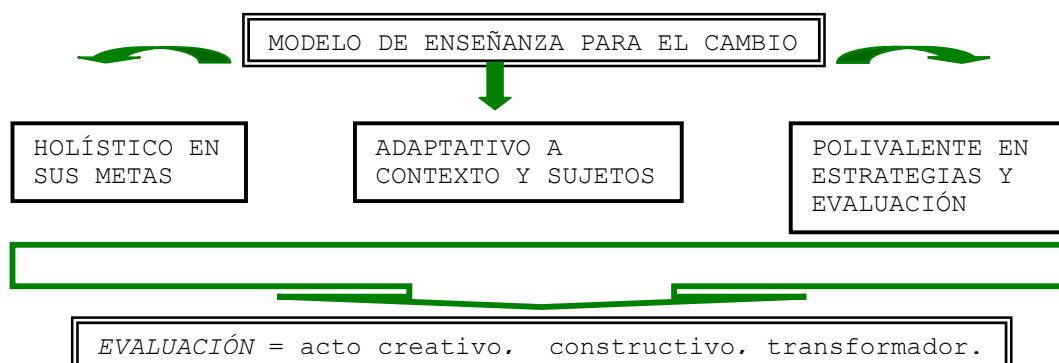 MODELO DE ENSEÑANZA PARA EL CAMBIO
HOLÍSTICO EN
SUS METAS
ADAPTATIVO A
CONTEXTO Y SUJETOS
POLIVALENTE EN
ESTRATEGIAS Y
EVALUACIÓN
EVALUACIÓN = acto creativo, constructivo, transformador.